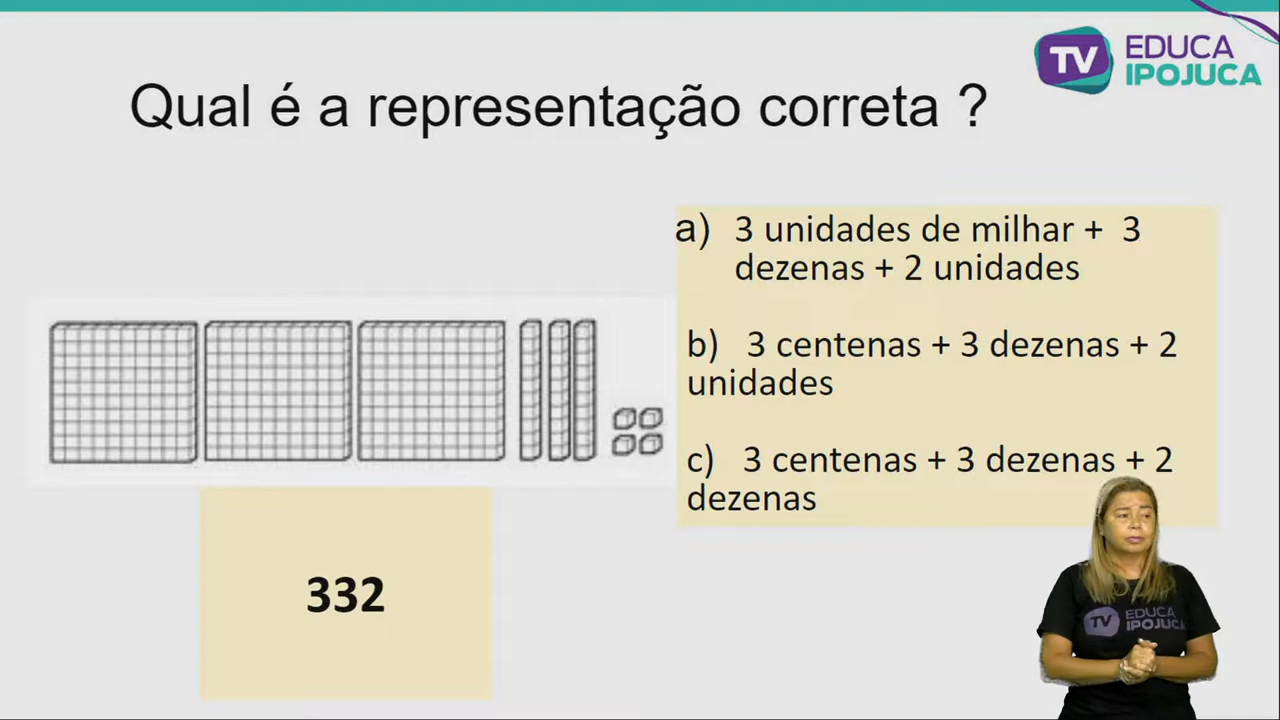 TV EDUCA
IPOJUCA
Qual é a representação correta ?
a) 3 unidades de milhar + 3
dezenas + 2 unidades
b) 3 centenas + 3 dezenas + 2
unidades
c) 3 centenas + 3 dezenas + 2
dezenas
332
TV EDUCA
IPOJUCA